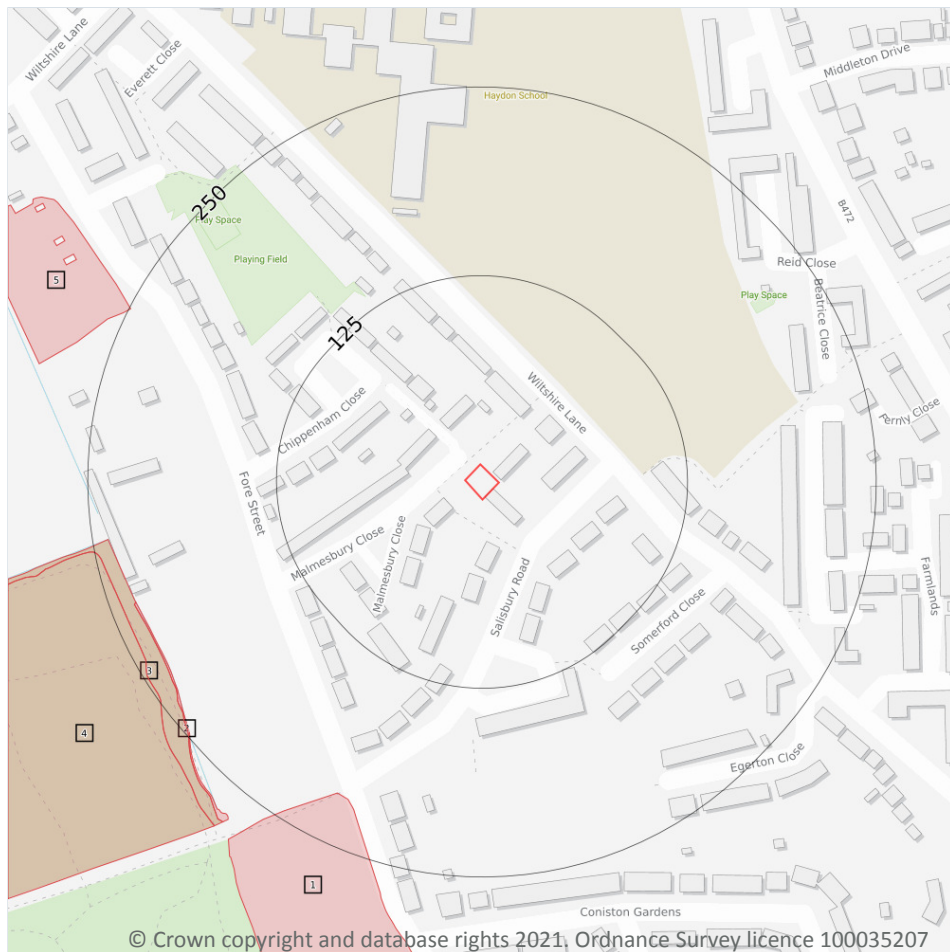 Wiltshire Lane
Everett Close
Middleton Drive
Haydon School
250
Play Space
B472
Playing Field
Reid Close
5
Play Space
Beatrice Close
125
Wiltshire Lane
Chippenham Close
Fernly Close
Fore Street
Malmesbury Close
Malmesbury Close
Salisbury Road
Farmlands
Somerford Close
3
2
4
Egerton Close
1
Coniston Gardens
© Crown copyright and database rights 2021. Ordnance Survey licence 100035207